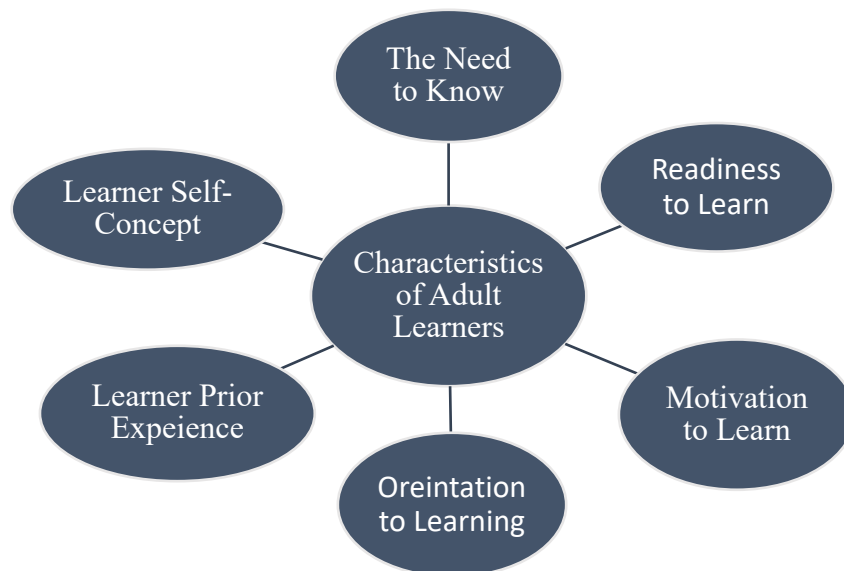 The Need
to Know
Readiness
to Learn
Learner Self-
Concept
Characteristics
of Adult
Learners
Learner Prior
Expeience
Motivation
to Learn
Oreintation
to Learning